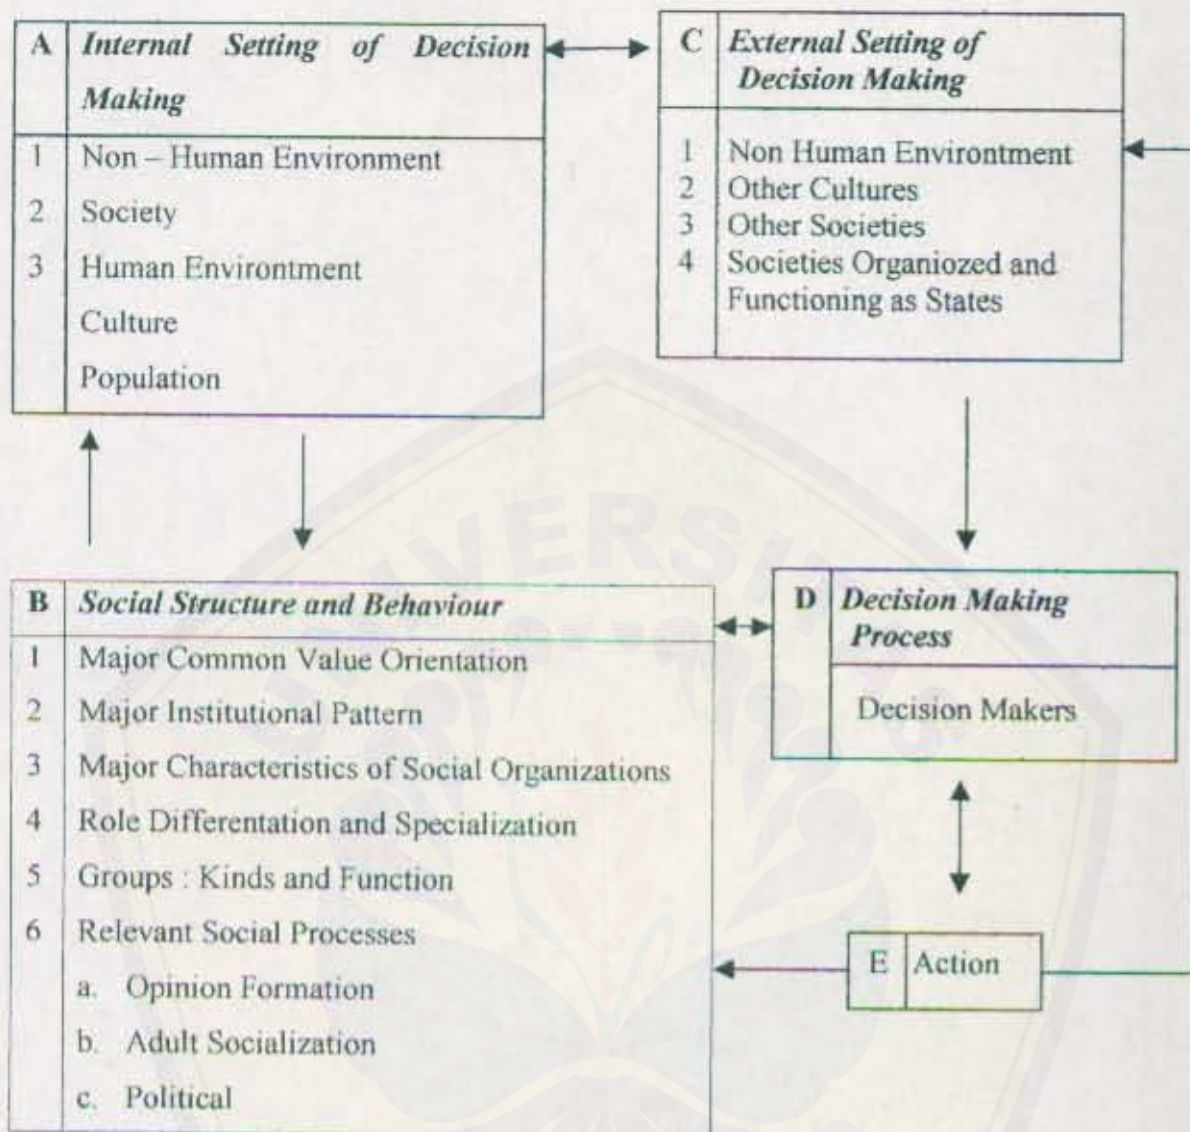 A Internal Setting of Decision
Making
1 Non – Human Environment
2 Society
3 Human Environtment
Culture
Population
C External Setting of
Decision Making
1 Non Human Environtment
2 Other Cultures
3 Other Societies
4 Societies Organiozed and
Functioning as States
B Social Structure and Behaviour
1 Major Common Value Orientation
2 Major Institutional Pattern
3 Major Characteristics of Social Organizations
4 Role Differentation and Specialization
5 Groups : Kinds and Function
6 Relevant Social Processes
a. Opinion Formation
b. Adult Socialization
c. Political
D Decision Making
Process
Decision Makers
E Action